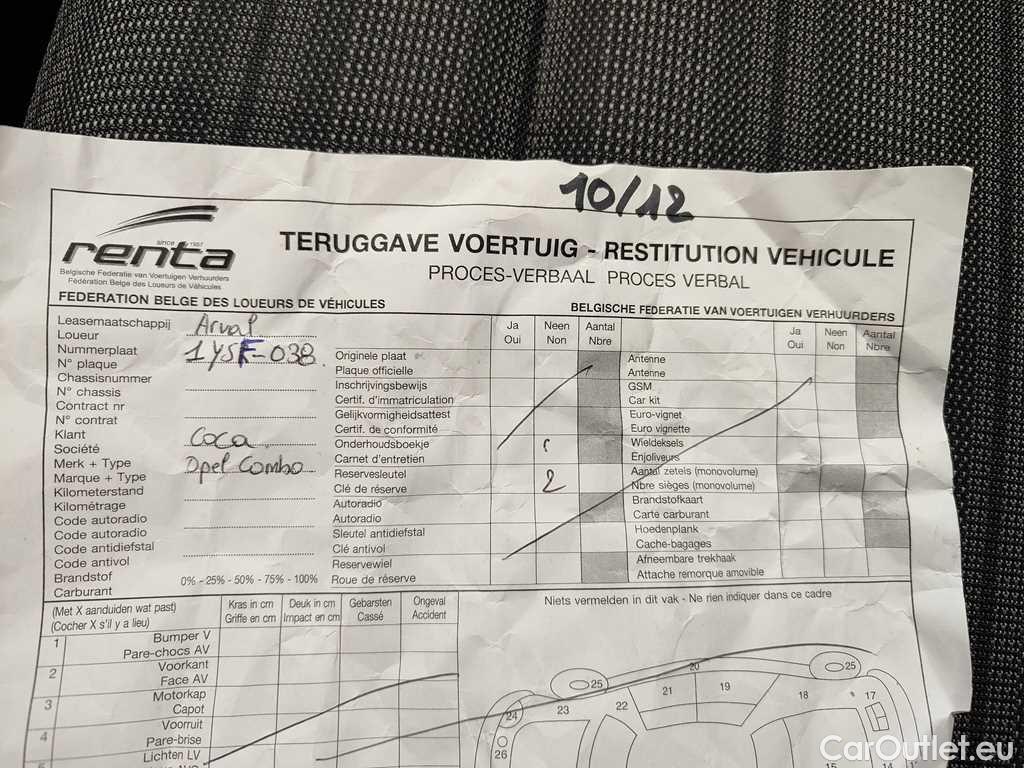 10/12
since 1957
renta
Belgische Federatie van Voertuigen Verhuurders
Fédération Belge des Loueurs de Véhicules
TERUGGAVE VOERTUIG - RESTITUTION VEHICULE
PROCES-VERBAAL PROCES VERBAL
FEDERATION BELGE DES LOUEURS DE VÉHICULES
BELGISCHE FEDERATIE VAN VOERTUIGEN VERHUURDERS
Leasemaatschappij Arval
Loueur
Nummerplaat 1YSF-038
N° plaque
Chassisnummer
N° chassis
Contract nr
N° contrat
Klant Coca
Société
Merk + Type Opel Combo
Marque + Type
Kilometerstand
Kilométrage
Code autoradio
Code autoradio
Code antidiefstal
Code antivol
Brandstof 0% - 25% - 50% - 75% - 100%
Carburant
Ja Neen Aantal
Oui Non Nbre
Originele plaat
Plaque officielle
Inschrijvingsbewijs
Certif. d'immatriculation
Gelijkvormigheidsattest
Certif. de conformité
Onderhoudsboekje
Carnet d'entretien
Reservesleutel
Clé de réserve 2
Autoradio
Autoradio
Sleutel antidiefstal
Clé antivol
Reservewiel
Roue de réserve
Ja Neen Aantal
Oui Non Nbre
Antenne
Antenne
GSM
Car kit
Euro-vignet
Euro vignette
Wieldeksels
Enjoliveurs
Aantal zetels (monovolume)
Nbre sièges (monovolume)
Brandstofkaart
Carte carburant
Hoedenplank
Cache-bagages
Afneembare trekhaak
Attache remorque amovible
(Met X aanduiden wat past)
(Cocher X s'il y a lieu)
Kras in cm Deuk in cm Gebarsten Ongeval
Griffe en cm Impact en cm Cassé Accident
1 Bumper V
Pare-chocs AV
2 Voorkant
Face AV
3 Motorkap
Capot
4 Voorruit
Pare-brise
Lichten LV
Niets vermelden in dit vak - Ne rien indiquer dans ce cadre
20
25
25
21
19
18
17
22
23
24
26
15
14
CarOutlet.eu